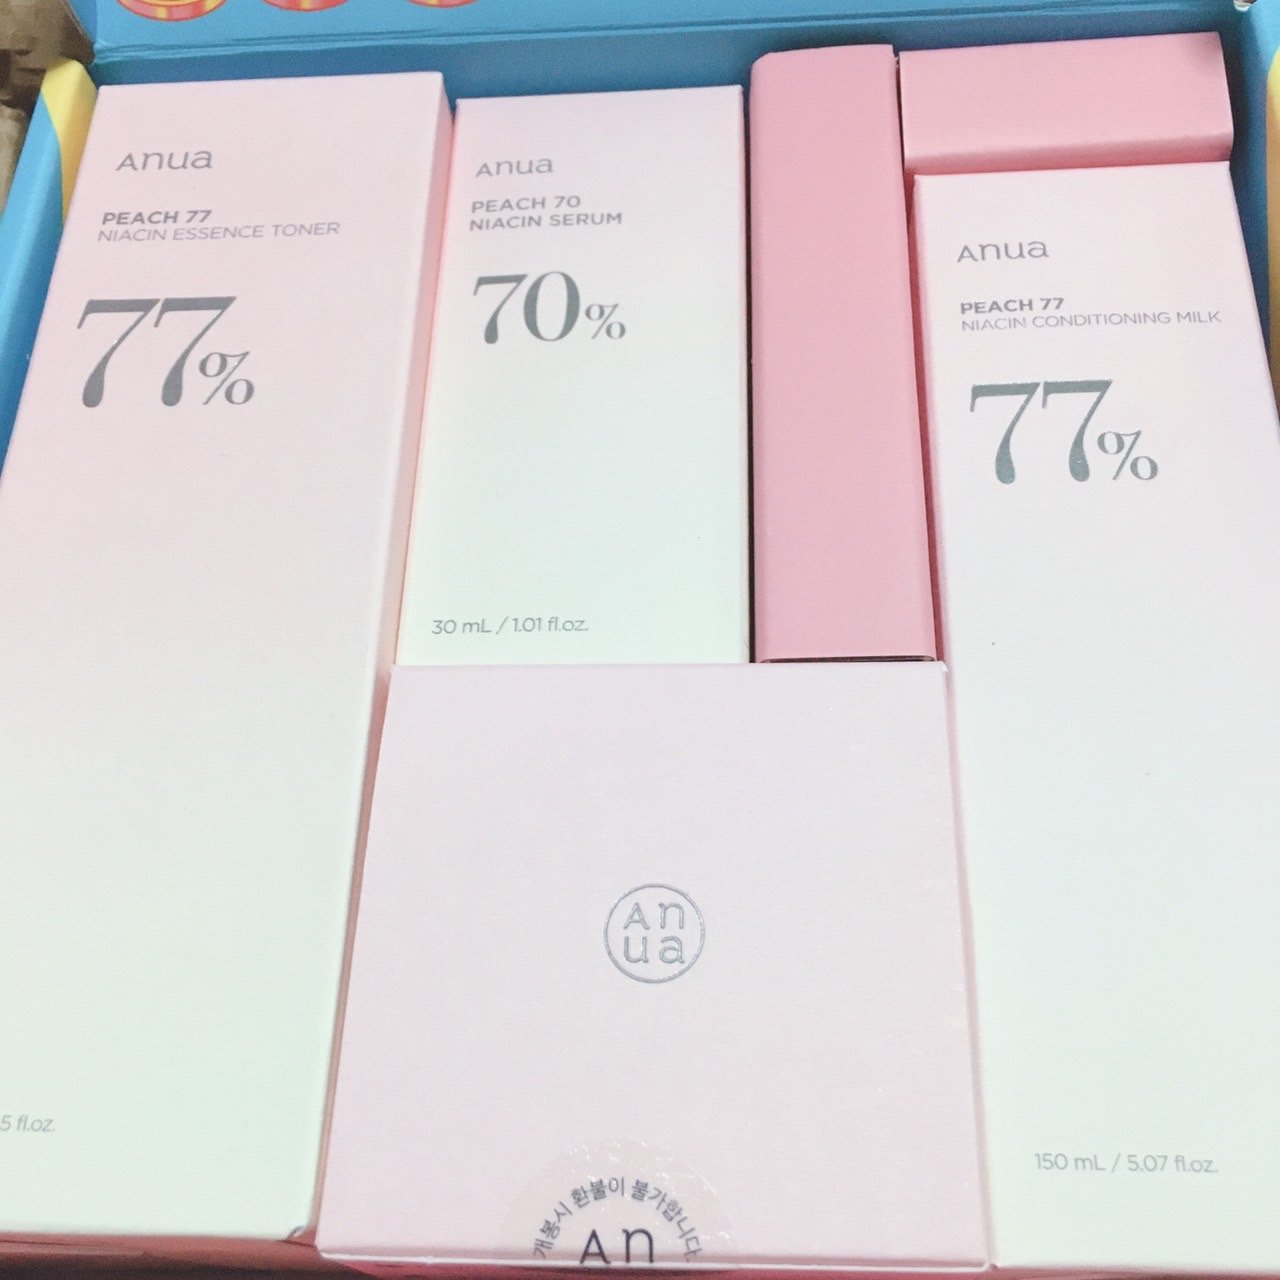 Anua
PEACH 77
NIACIN ESSENCE TONER
77%
5 fl.oz.
Anua
PEACH 70
NIACIN SERUM
70%
30 mL / 1.01 fl.oz.
Anua
PEACH 77
NIACIN CONDITIONING MILK
77%
150 mL / 5.07 fl.oz.
An
ua
개봉시 환불이 불가합니다.
An